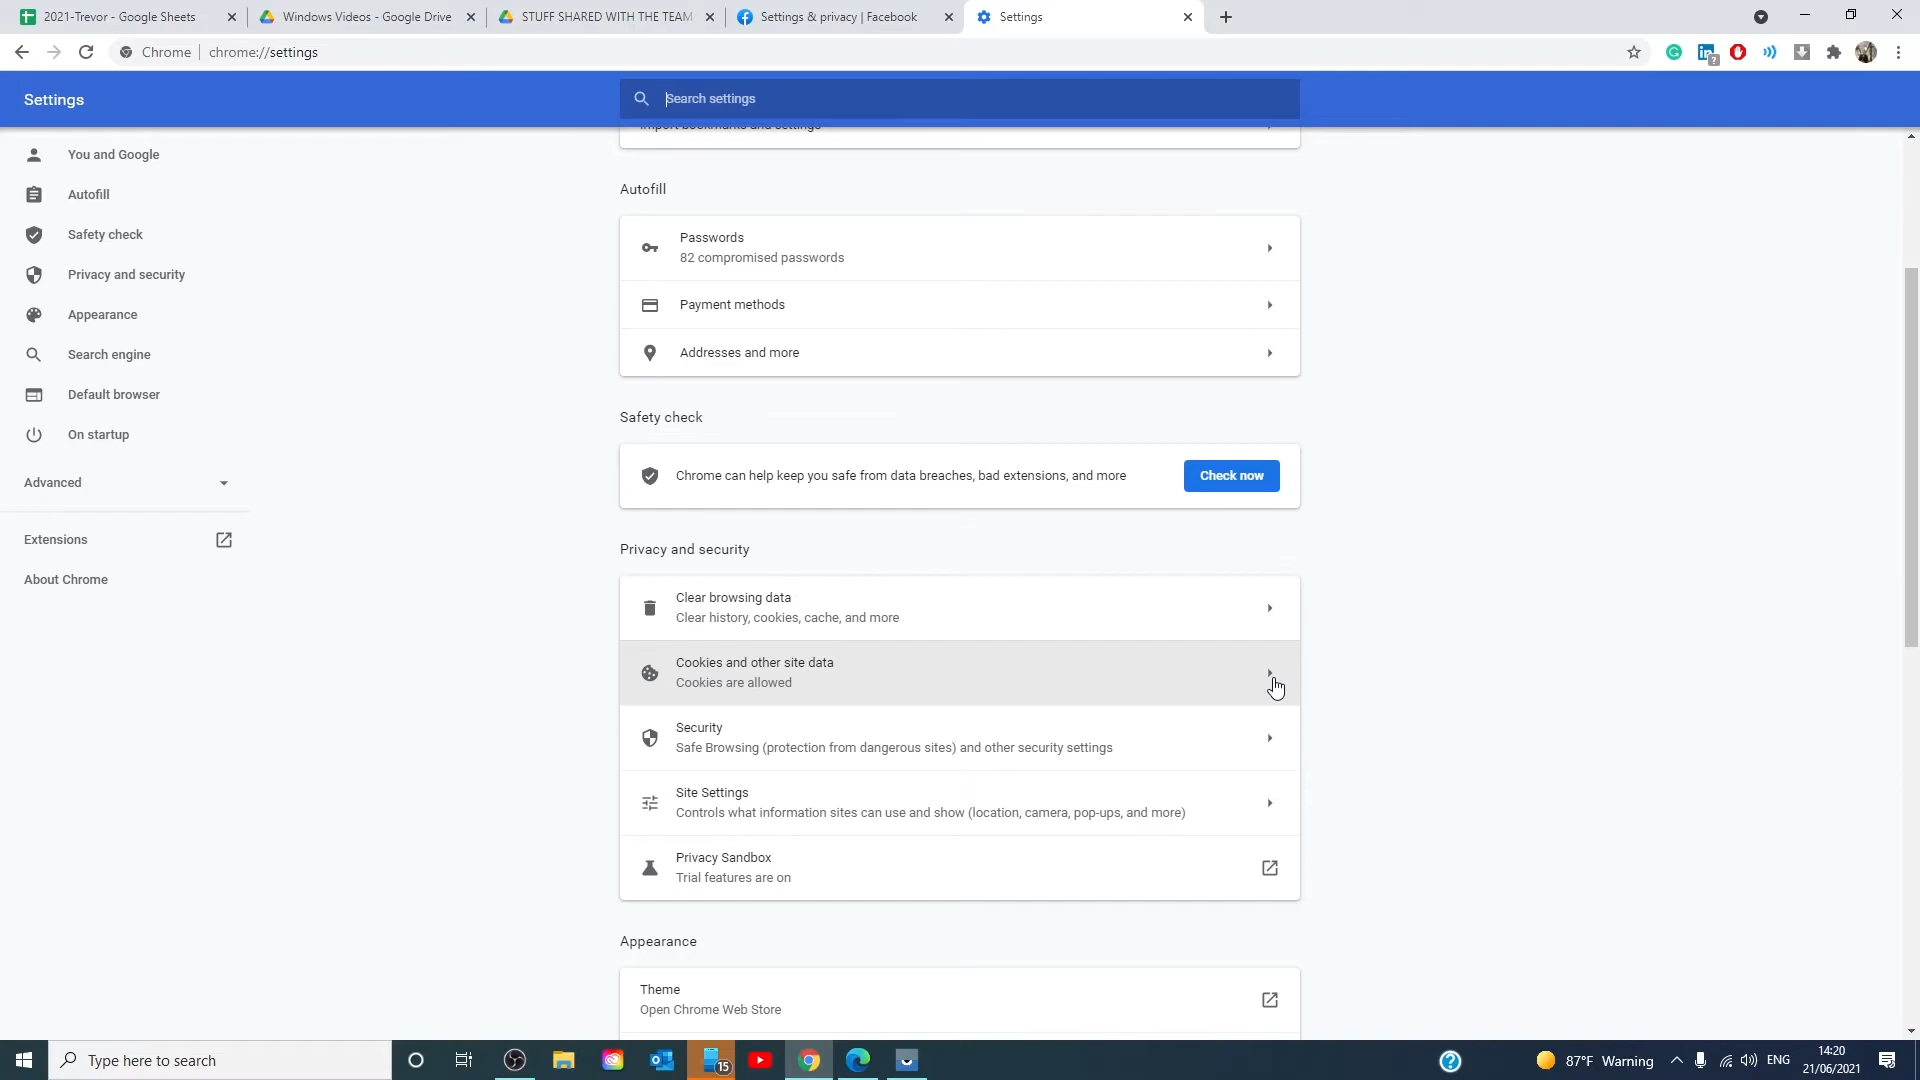 2021-Trevor - Google Sheets
Windows Videos - Google Drive
STUFF SHARED WITH THE TEAM
Settings & privacy | Facebook
Settings
Chrome
chrome://settings
Settings
Search settings
Import bookmarks and settings
You and Google
Autofill
Safety check
Privacy and security
Appearance
Search engine
Default browser
On startup
Advanced
Extensions
About Chrome
Autofill
Passwords
82 compromised passwords
Payment methods
Addresses and more
Safety check
Chrome can help keep you safe from data breaches, bad extensions, and more
Check now
Privacy and security
Clear browsing data
Clear history, cookies, cache, and more
Cookies and other site data
Cookies are allowed
Security
Safe Browsing (protection from dangerous sites) and other security settings
Site Settings
Controls what information sites can use and show (location, camera, pop-ups, and more)
Privacy Sandbox
Trial features are on
Appearance
Theme
Open Chrome Web Store
Type here to search
15
87°F Warning
ENG
14:20
21/06/2021